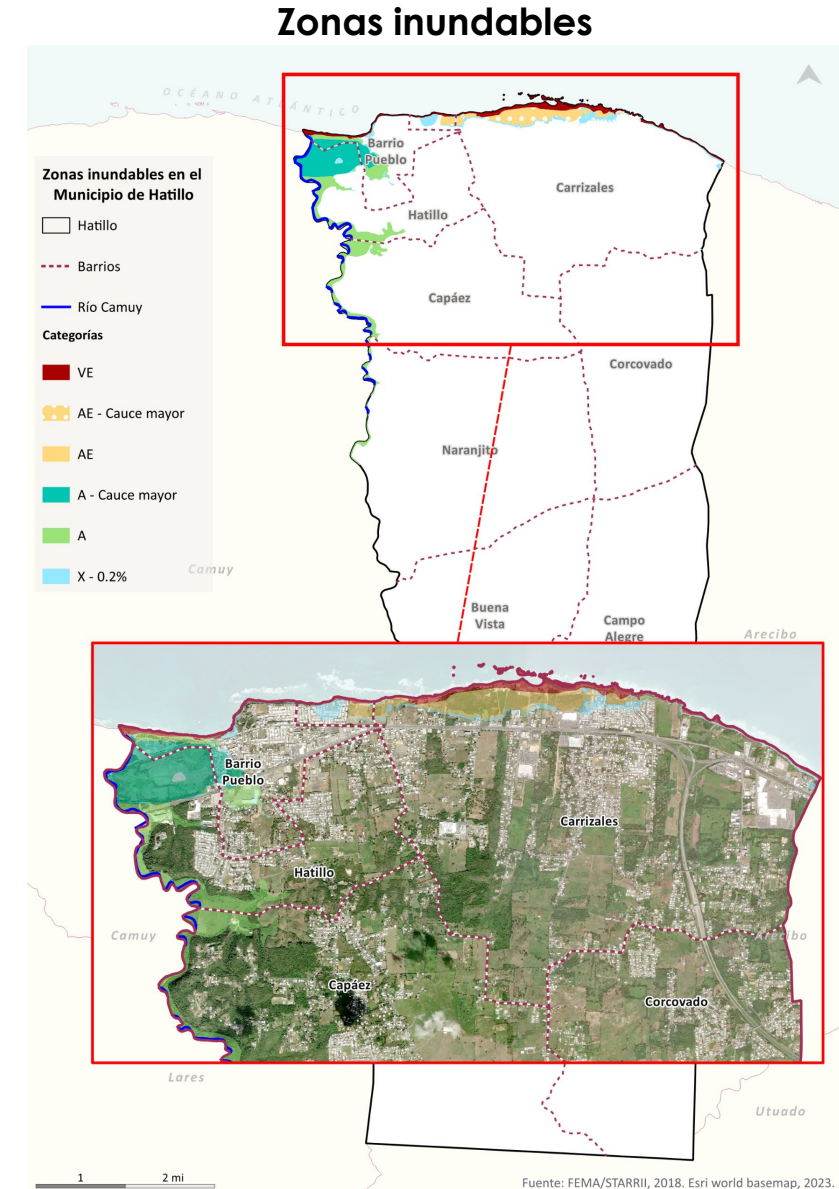 Zonas inundables
OCÉANO ATLÁNTICO
Zonas inundables en el
Municipio de Hatillo
Hatillo
Barrios
Río Camuy
Categorías
VE
AE - Cauce mayor
AE
A - Cauce mayor
A
X - 0.2%
Barrio
Pueblo
Carrizales
Hatillo
Capáez
Corcovado
Naranjito
Camuy
Buena
Vista
Campo
Alegre
Arecibo
Barrio
Pueblo
Carrizales
Hatillo
Camuy
Arecibo
Capáez
Corcovado
Lares
Utuado
1
2 mi
Fuente: FEMA/STARRII, 2018. Esri world basemap, 2023.